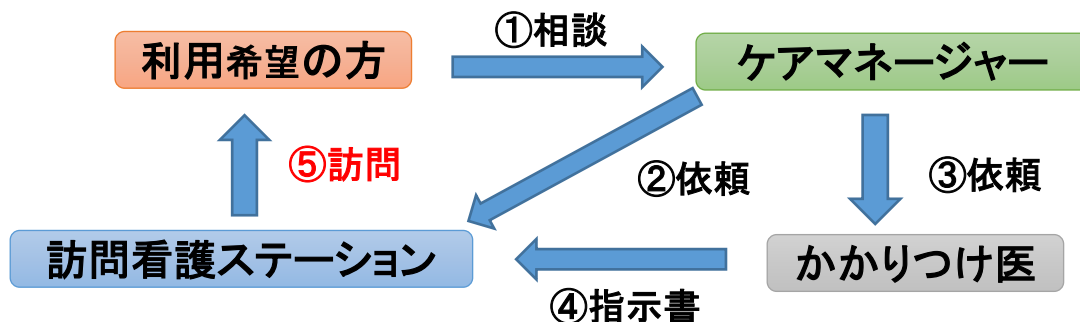 ①相談
利用希望の方
ケアマネージャー
⑤訪問
②依頼
③依頼
訪問看護ステーション
かかりつけ医
④指示書